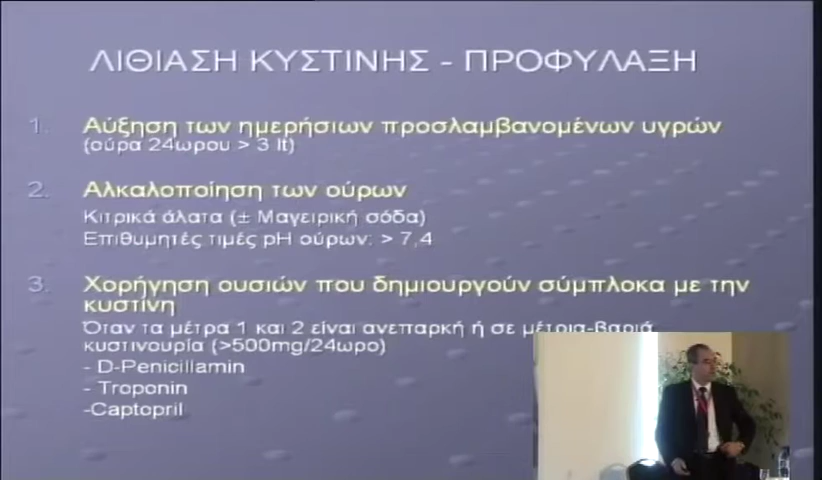 ΛΙΘΙΑΣΗ ΚΥΣΤΙΝΗΣ - ΠΡΟΦΥΛΑΞΗ
1. Αύξηση των ημερήσιων προσλαμβανομένων υγρών
(ούρα 24ωρου > 3 lt)
2. Αλκαλοποίηση των ούρων
Κιτρικά άλατα (± Μαγειρική σόδα)
Επιθυμητές τιμές pH ούρων: > 7,4
3. Χορήγηση ουσιών που δημιουργούν σύμπλοκα με την
κυστίνη
Όταν τα μέτρα 1 και 2 είναι ανεπαρκή ή σε μέτρια-βαριά
κυστινουρία (>500mg/24ωρο)
- D-Penicillamin
- Troponin
-Captopril